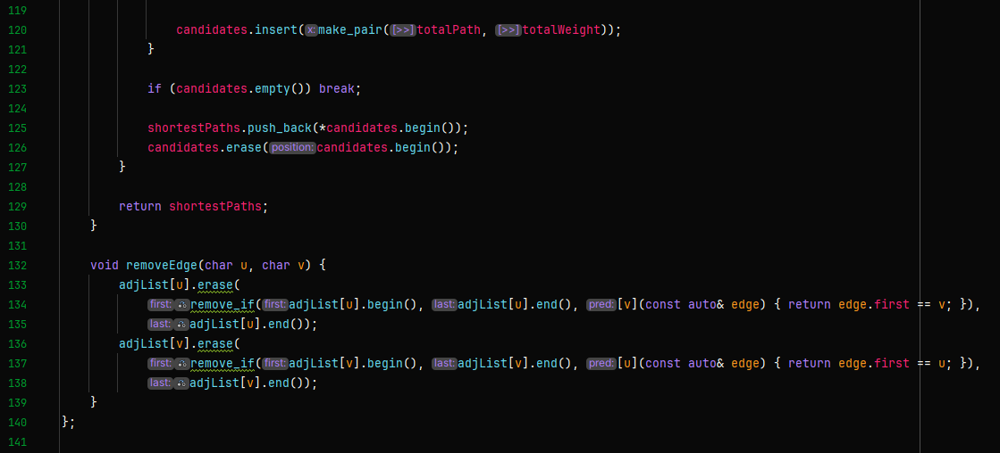 119
120 candidates.insert(x:make_pair([>>]totalPath, [>>]totalWeight));
121 }
122
123 if (candidates.empty()) break;
124
125 shortestPaths.push_back(*candidates.begin());
126 candidates.erase(position:candidates.begin());
127 }
128
129 return shortestPaths;
130 }
131
132 void removeEdge(char u, char v) {
133 adjList[u].erase(
134 first: remove_if(first:adjList[u].begin(), last:adjList[u].end(), pred:[v](const auto& edge) { return edge.first == v; }),
135 last: adjList[u].end());
136 adjList[v].erase(
137 first: remove_if(first:adjList[v].begin(), last:adjList[v].end(), pred:[u](const auto& edge) { return edge.first == u; }),
138 last: adjList[v].end());
139 }
140 };
141